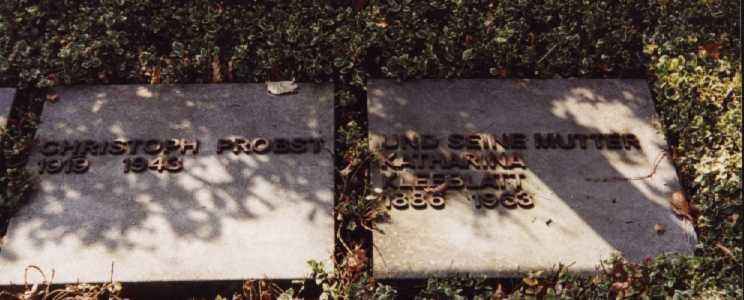 CHRISTOPH PROBST
1919 1943
UND SEINE MUTTER
KATHARINA
KLEEBLATT
1886 1963